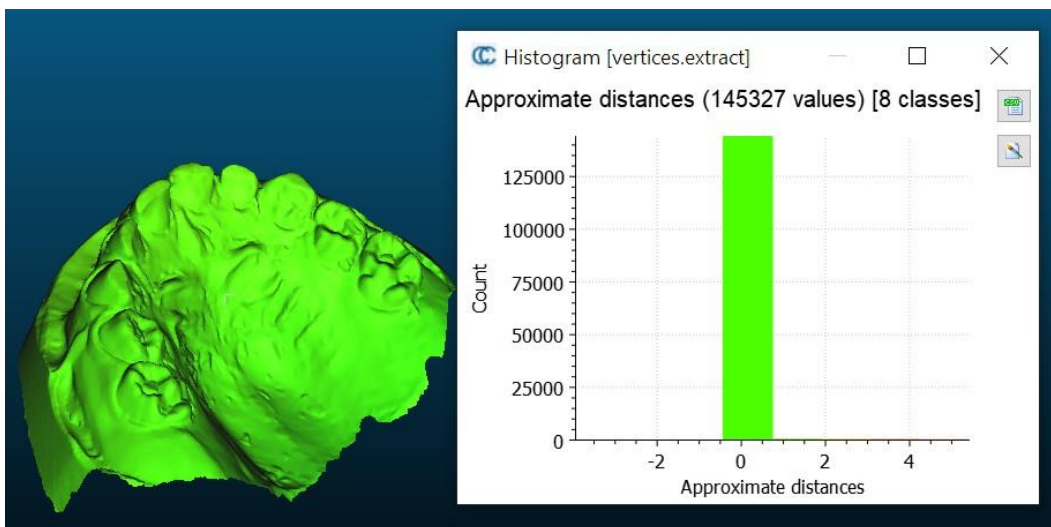 Histogram [vertices.extract]
Approximate distances (145327 values) [8 classes]
125000
100000
75000
50000
25000
0
Count
-2 0 2 4
Approximate distances